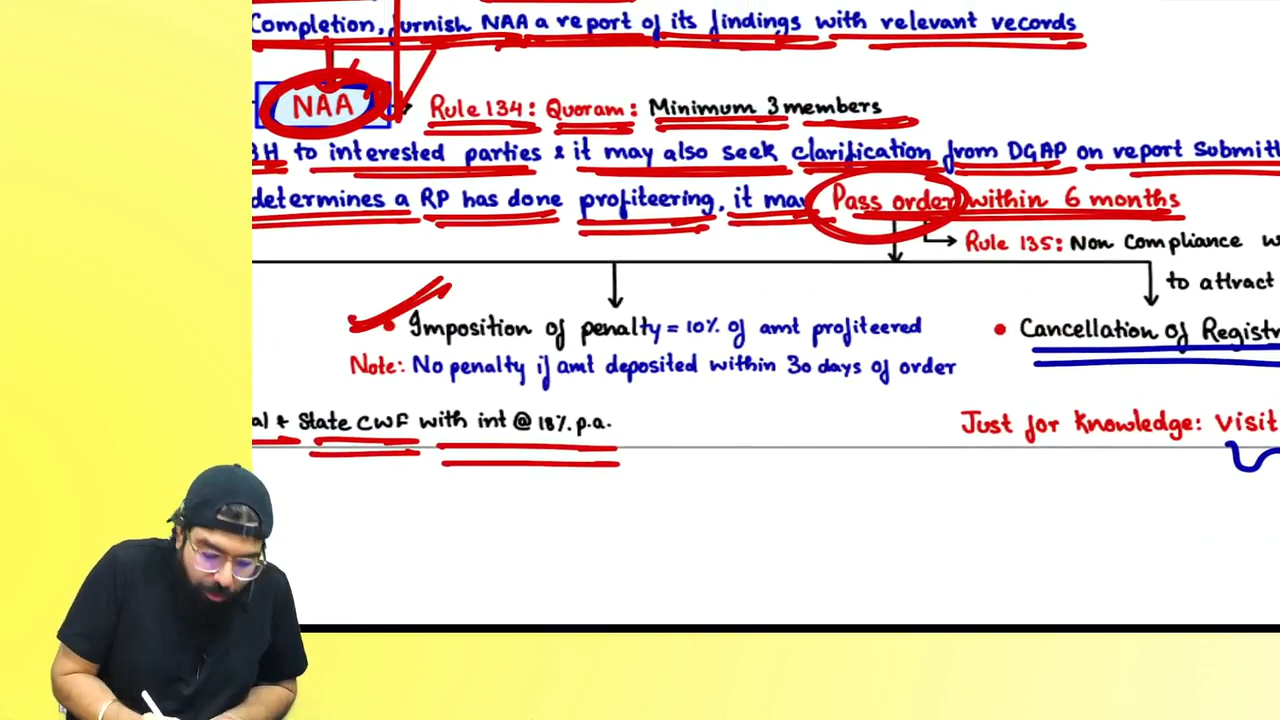 Completion, furnish NAA a report of its findings with relevant records
NAA
Rule 134: Quoram: Minimum 3 members
BH to interested parties & it may also seek clarification from DGAP on report Submitt
determines a RP has done profiteering, it may Pass order within 6 months
Rule 135: Non Compliance w
to attract
• Imposition of penalty = 10% of amt profiteered
• Cancellation of Registr
Note: No penalty if amt deposited within 30 days of order
al + State CWF with int @ 18% p.a.
Just for Knowledge: Visit